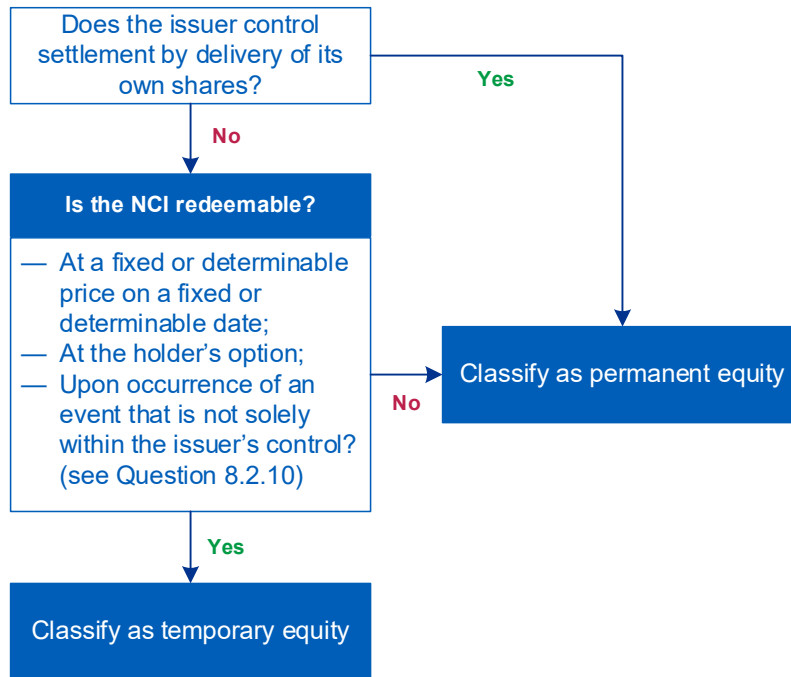 Does the issuer control
settlement by delivery of its
own shares?
Yes
No
Is the NCI redeemable?
— At a fixed or determinable
price on a fixed or
determinable date;
— At the holder’s option;
— Upon occurrence of an
event that is not solely
within the issuer’s control?
(see Question 8.2.10)
No
Classify as permanent equity
Yes
Classify as temporary equity